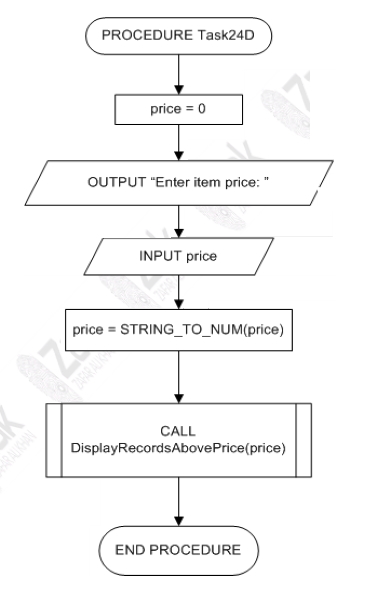 PROCEDURE Task24D
price = 0
OUTPUT “Enter item price: ”
INPUT price
price = STRING_TO_NUM(price)
CALL
DisplayRecordsAbovePrice(price)
END PROCEDURE